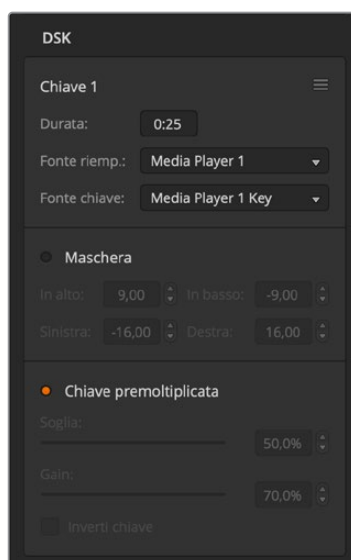 DSK
Chiave 1
Durata: 0:25
Fonte riemp.: Media Player 1
Fonte chiave: Media Player 1 Key
Maschera
In alto: 9,00 In basso: -9,00
Sinistra: -16,00 Destra: 16,00
Chiave premoltiplicata
Soglia:
50,0%
Gain:
70,0%
Inverti chiave